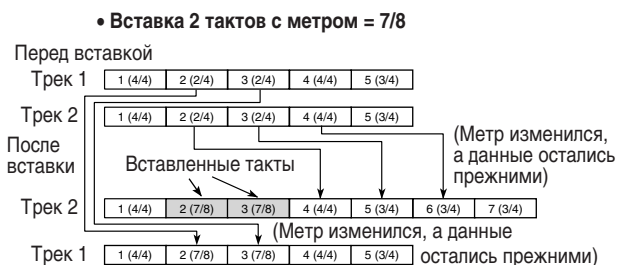 • Вставка 2 тактов с метром = 7/8
Перед вставкой
Трек 1 1 (4/4) 2 (2/4) 3 (2/4) 4 (4/4) 5 (3/4)
Трек 2 1 (4/4) 2 (2/4) 3 (2/4) 4 (4/4) 5 (3/4)
После
вставки
Вставленные такты
(Метр изменился,
а данные остались
прежними)
Трек 2 1 (4/4) 2 (7/8) 3 (7/8) 4 (4/4) 5 (3/4) 6 (3/4) 7 (3/4)
(Метр изменился, а данные
Трек 1 1 (4/4) 2 (7/8) 3 (7/8) 4 (4/4) 5 (3/4) остались прежними)